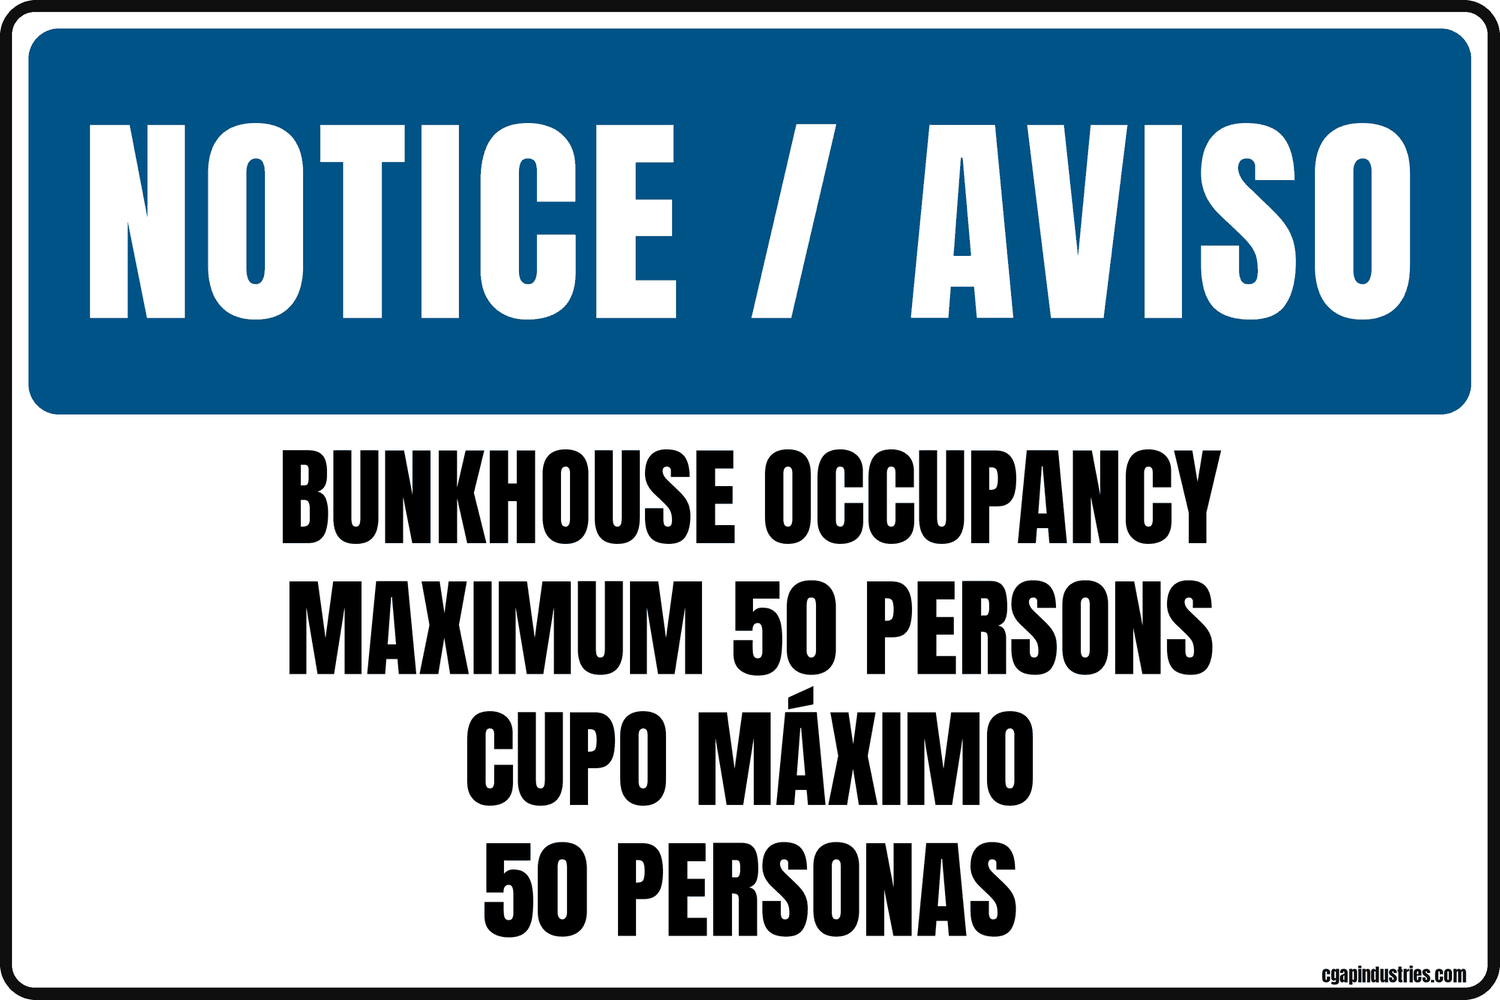 NOTICE / AVISO
BUNKHOUSE OCCUPANCY
MAXIMUM 50 PERSONS
CUPO MÁXIMO
50 PERSONAS
cgapindustries.com